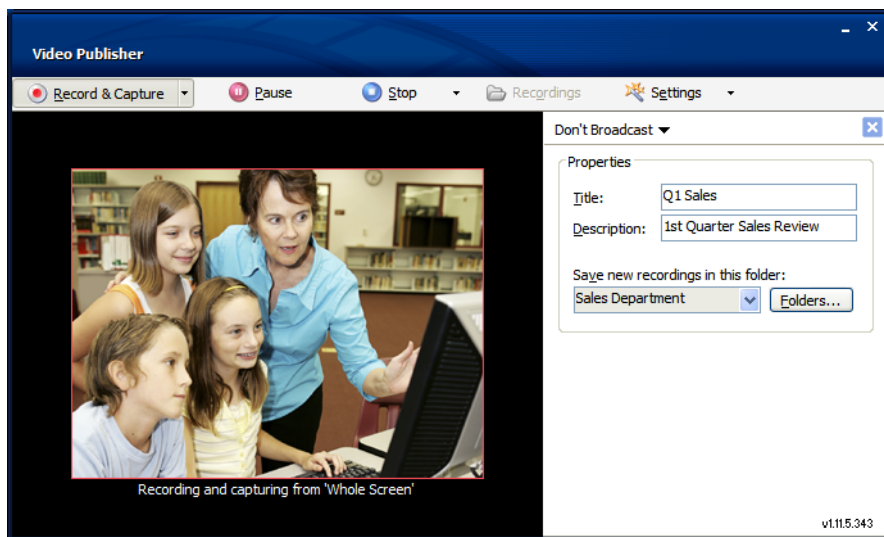 Video Publisher
Record & Capture Pause Stop Recordings Settings
Don't Broadcast
Properties
Title: Q1 Sales
Description: 1st Quarter Sales Review
Save new recordings in this folder:
Sales Department Folders...
Recording and capturing from 'Whole Screen'
v1.11.5.343